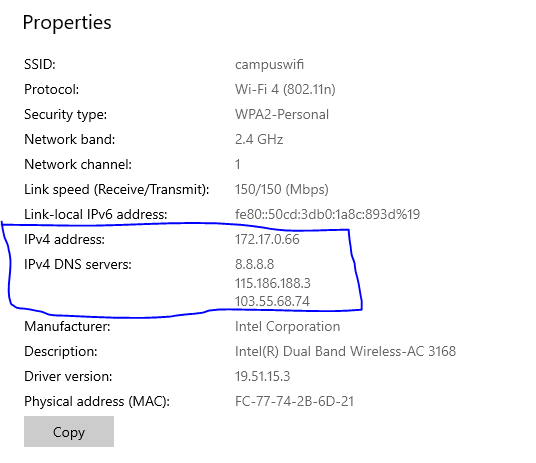 Properties
SSID: campuswifi
Protocol: Wi-Fi 4 (802.11n)
Security type: WPA2-Personal
Network band: 2.4 GHz
Network channel: 1
Link speed (Receive/Transmit): 150/150 (Mbps)
Link-local IPv6 address: fe80::50cd:3db0:1a8c:893d%19
IPv4 address: 172.17.0.66
IPv4 DNS servers: 8.8.8.8
115.186.188.3
103.55.68.74
Manufacturer: Intel Corporation
Description: Intel(R) Dual Band Wireless-AC 3168
Driver version: 19.51.15.3
Physical address (MAC): FC-77-74-2B-6D-21
Copy